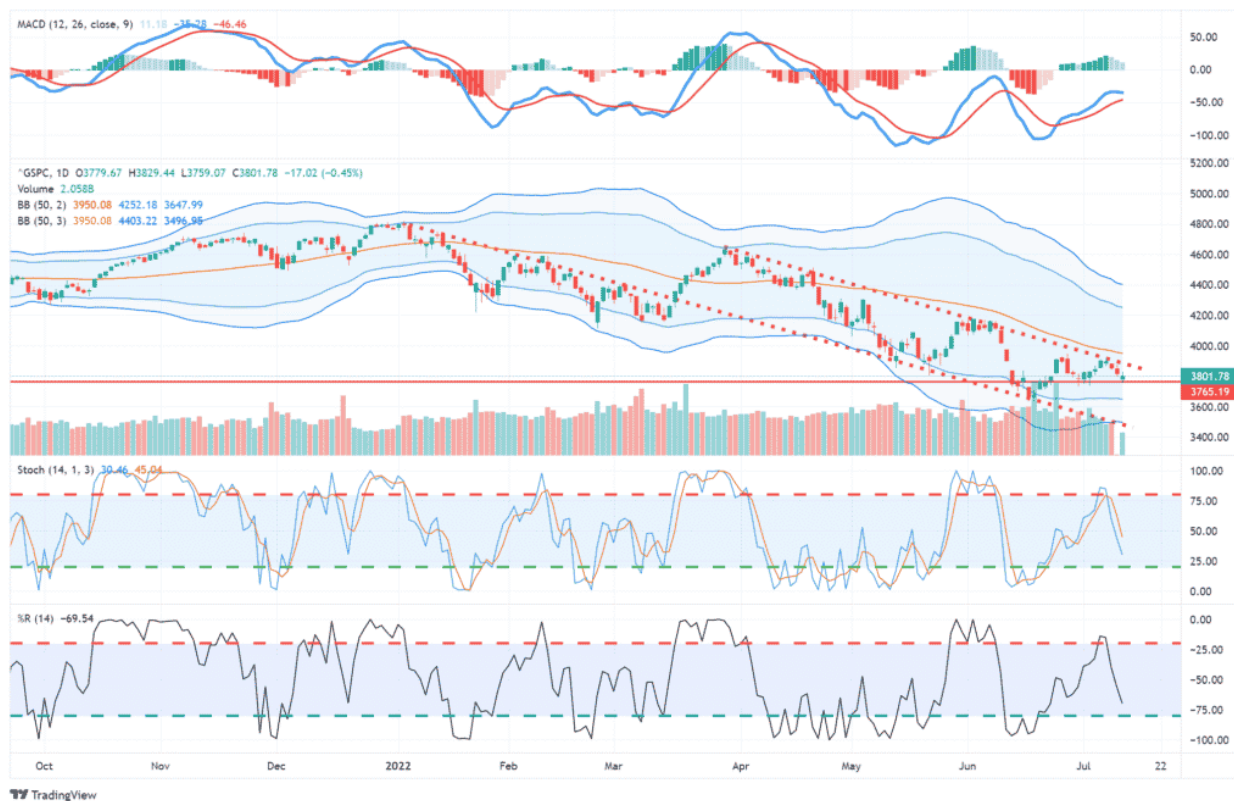 MACD (12, 26, close, 9) 11.18 −35.28 −46.46
50.00
0.00
−50.00
−100.00
5200.00
^GSPC, 1D O3779.67 H3829.44 L3759.07 C3801.78 −17.02 (−0.45%)
Volume 2.058B
BB (50, 2) 3950.08 4252.18 3647.99
BB (50, 3) 3950.08 4403.22 3496.95
5000.00
4800.00
4600.00
4400.00
4200.00
4000.00
3801.78
3765.19
3600.00
3400.00
Stoch (14, 1, 3) 30.46 45.04
100.00
75.00
50.00
25.00
0.00
%R (14) −69.54
0.00
−25.00
−50.00
−75.00
−100.00
Oct Nov Dec 2022 Feb Mar Apr May Jun Jul 22
TradingView